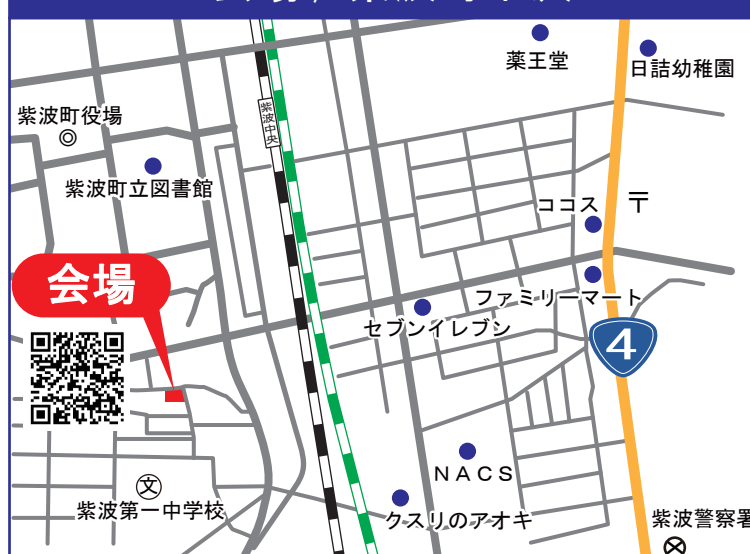 薬王堂
日詰幼稚園
紫波町役場
紫波中央
紫波町立図書館
ココス
〒
会場
ファミリーマート
セブンイレブン
4
NACS
文
紫波第一中学校
クスリのアオキ
紫波警察署